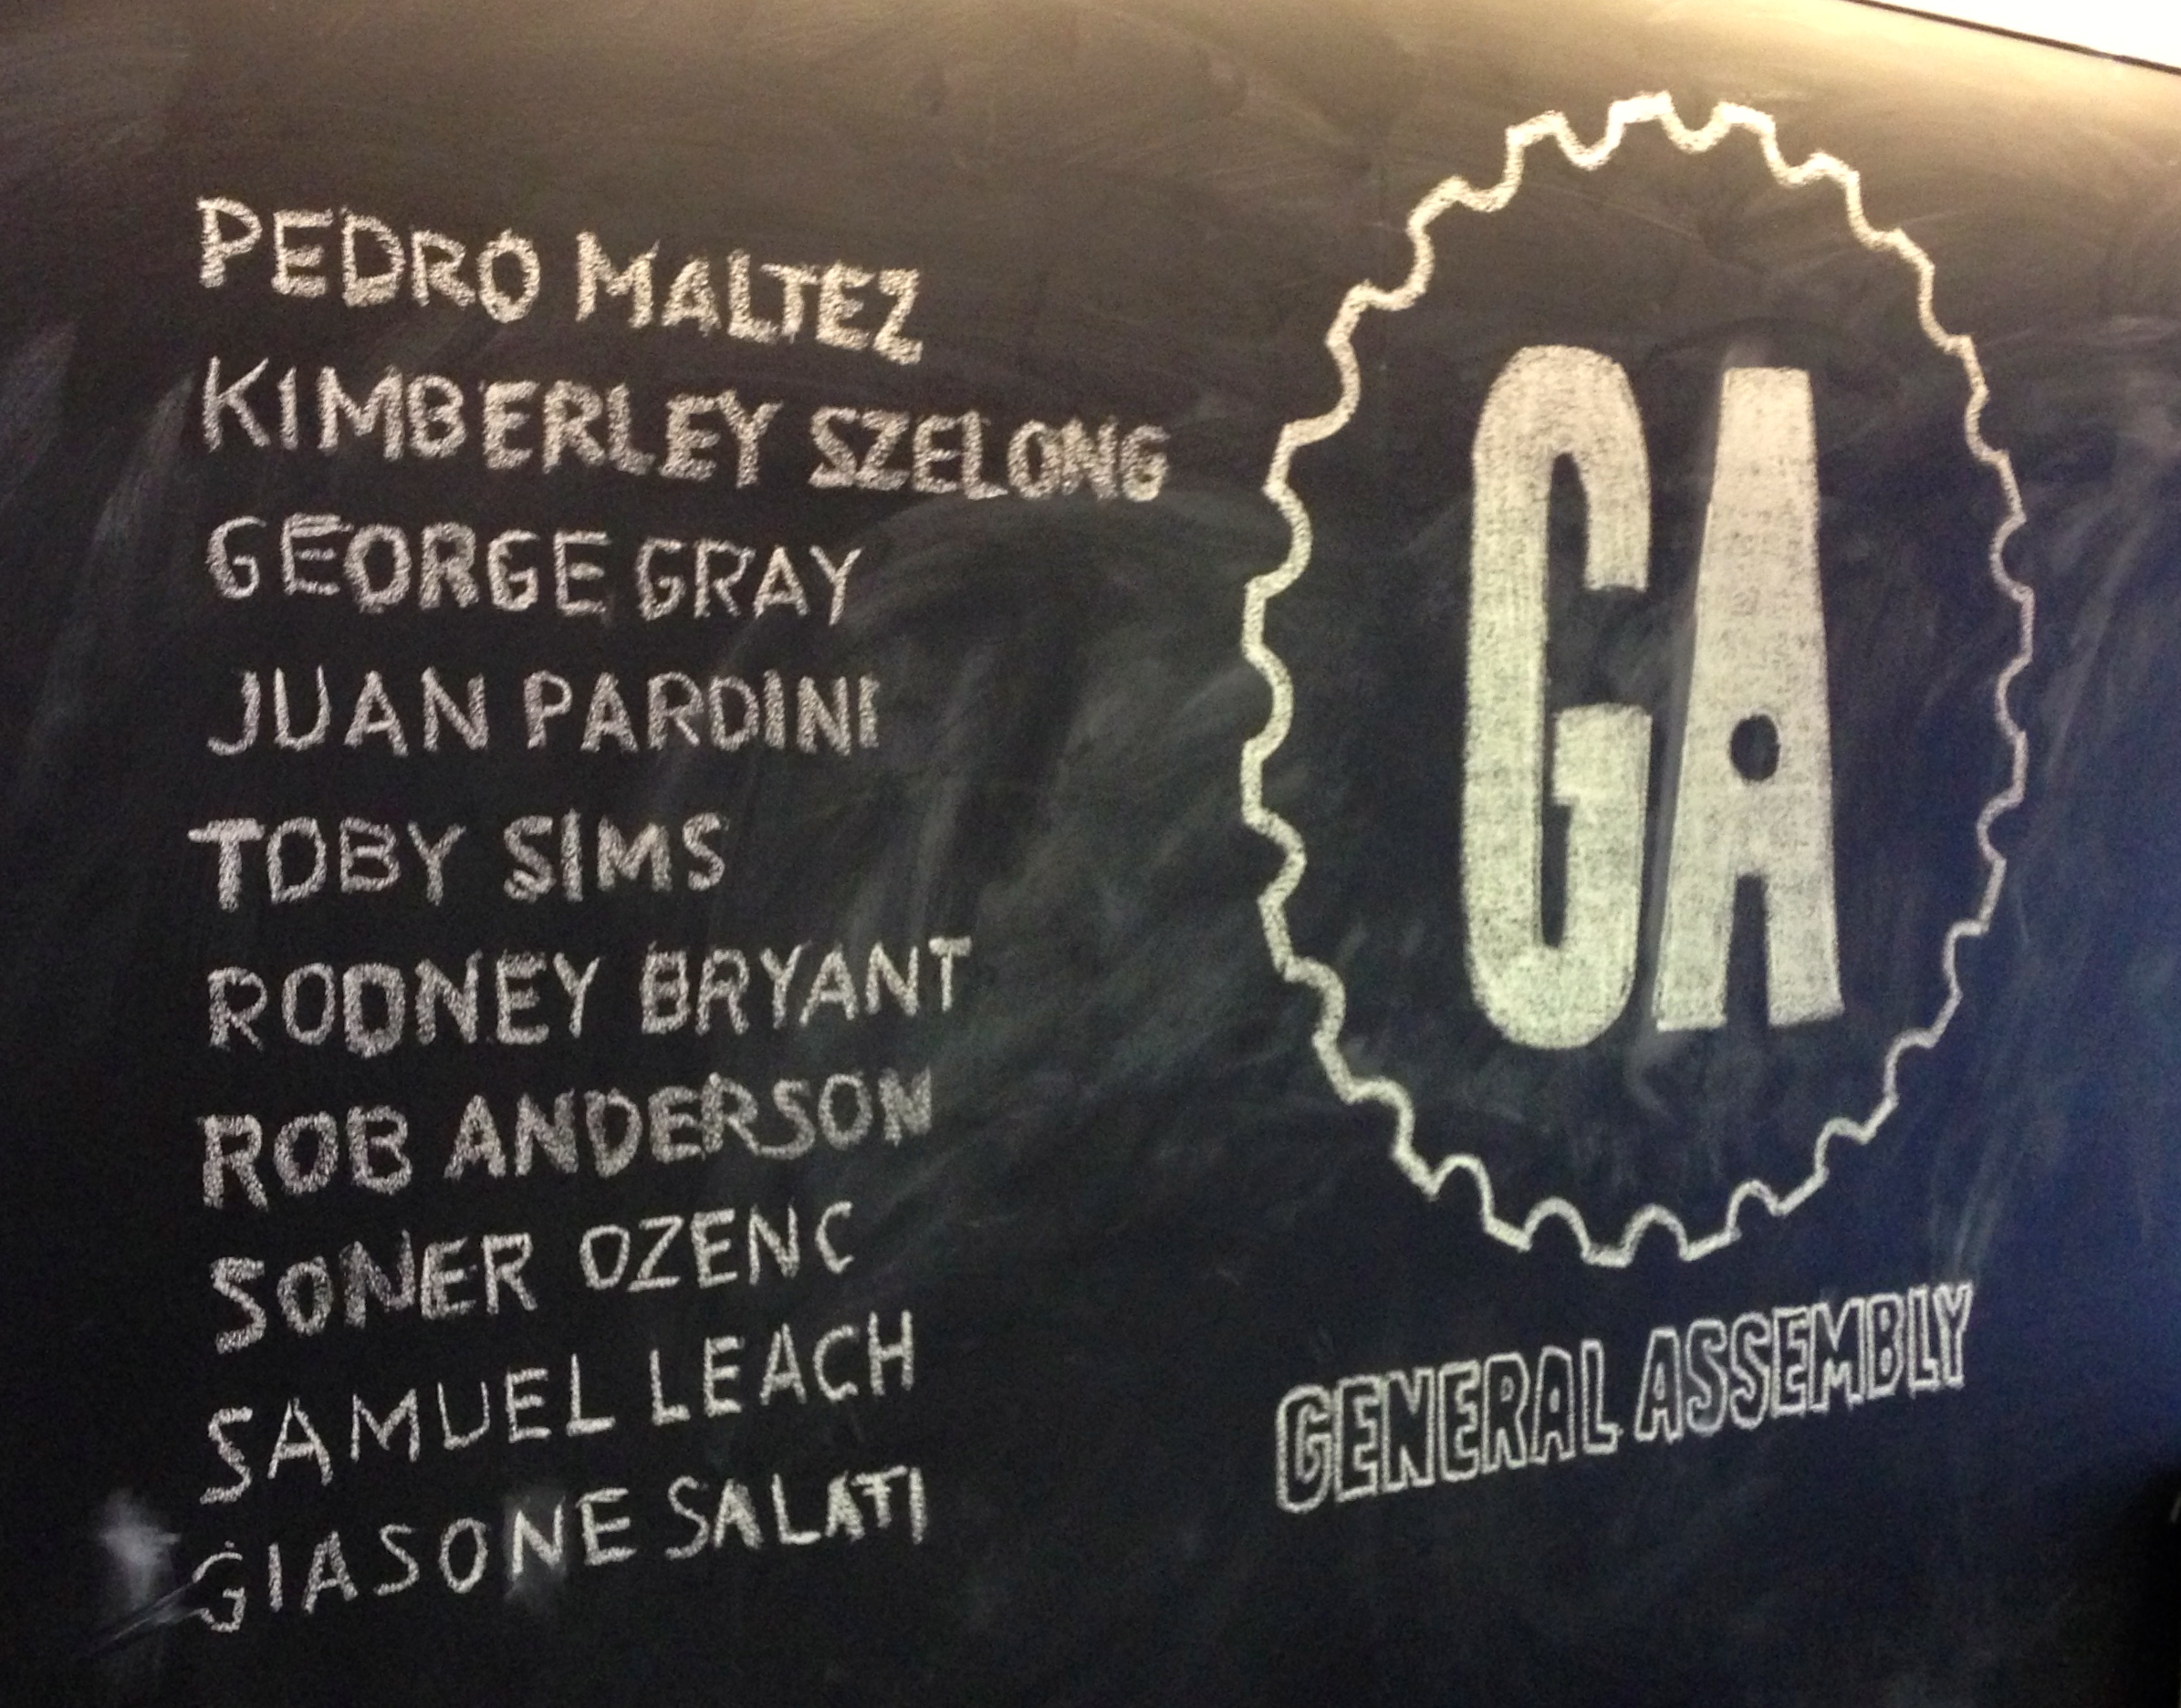 PEDRO MALTEZ
KIMBERLEY SZELONG
GEORGE GRAY
JUAN PARDINI
TOBY SIMS
RODNEY BRYANT
ROB ANDERSON
SONER OZENC
SAMUEL LEACH
GIASONE SALATI
GA
GENERAL ASSEMBLY